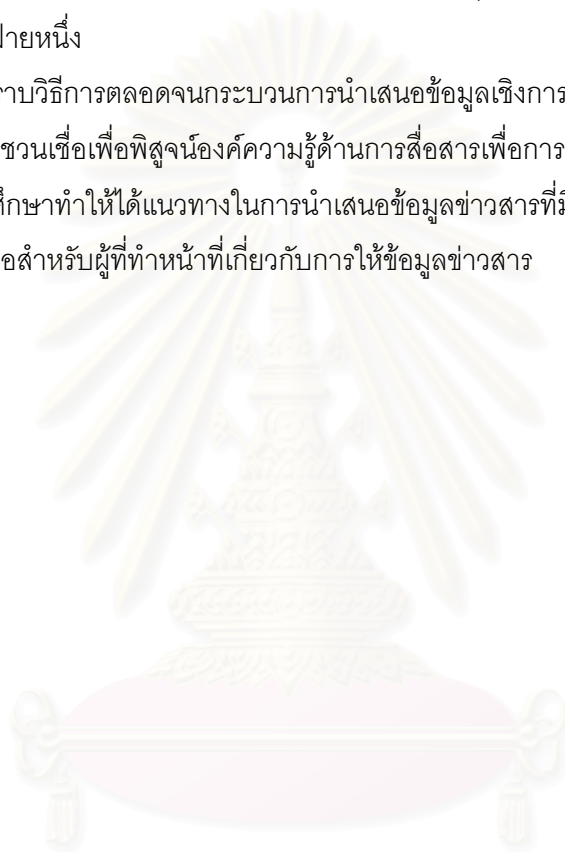 ฝ่ายหนึ่ง
าบวิธีการตลอดจนกระบวนการนำเสนอข้อมูลเชิงการ
ชวนเชื่อเพื่อพิสูจน์องค์ความรู้ด้านการสื่อสารเพื่อการ
ศึกษาทำให้ได้แนวทางในการนำเสนอข้อมูลข่าวสารที่มี
อสำหรับผู้ที่ทำหน้าที่เกี่ยวกับการให้ข้อมูลข่าวสาร